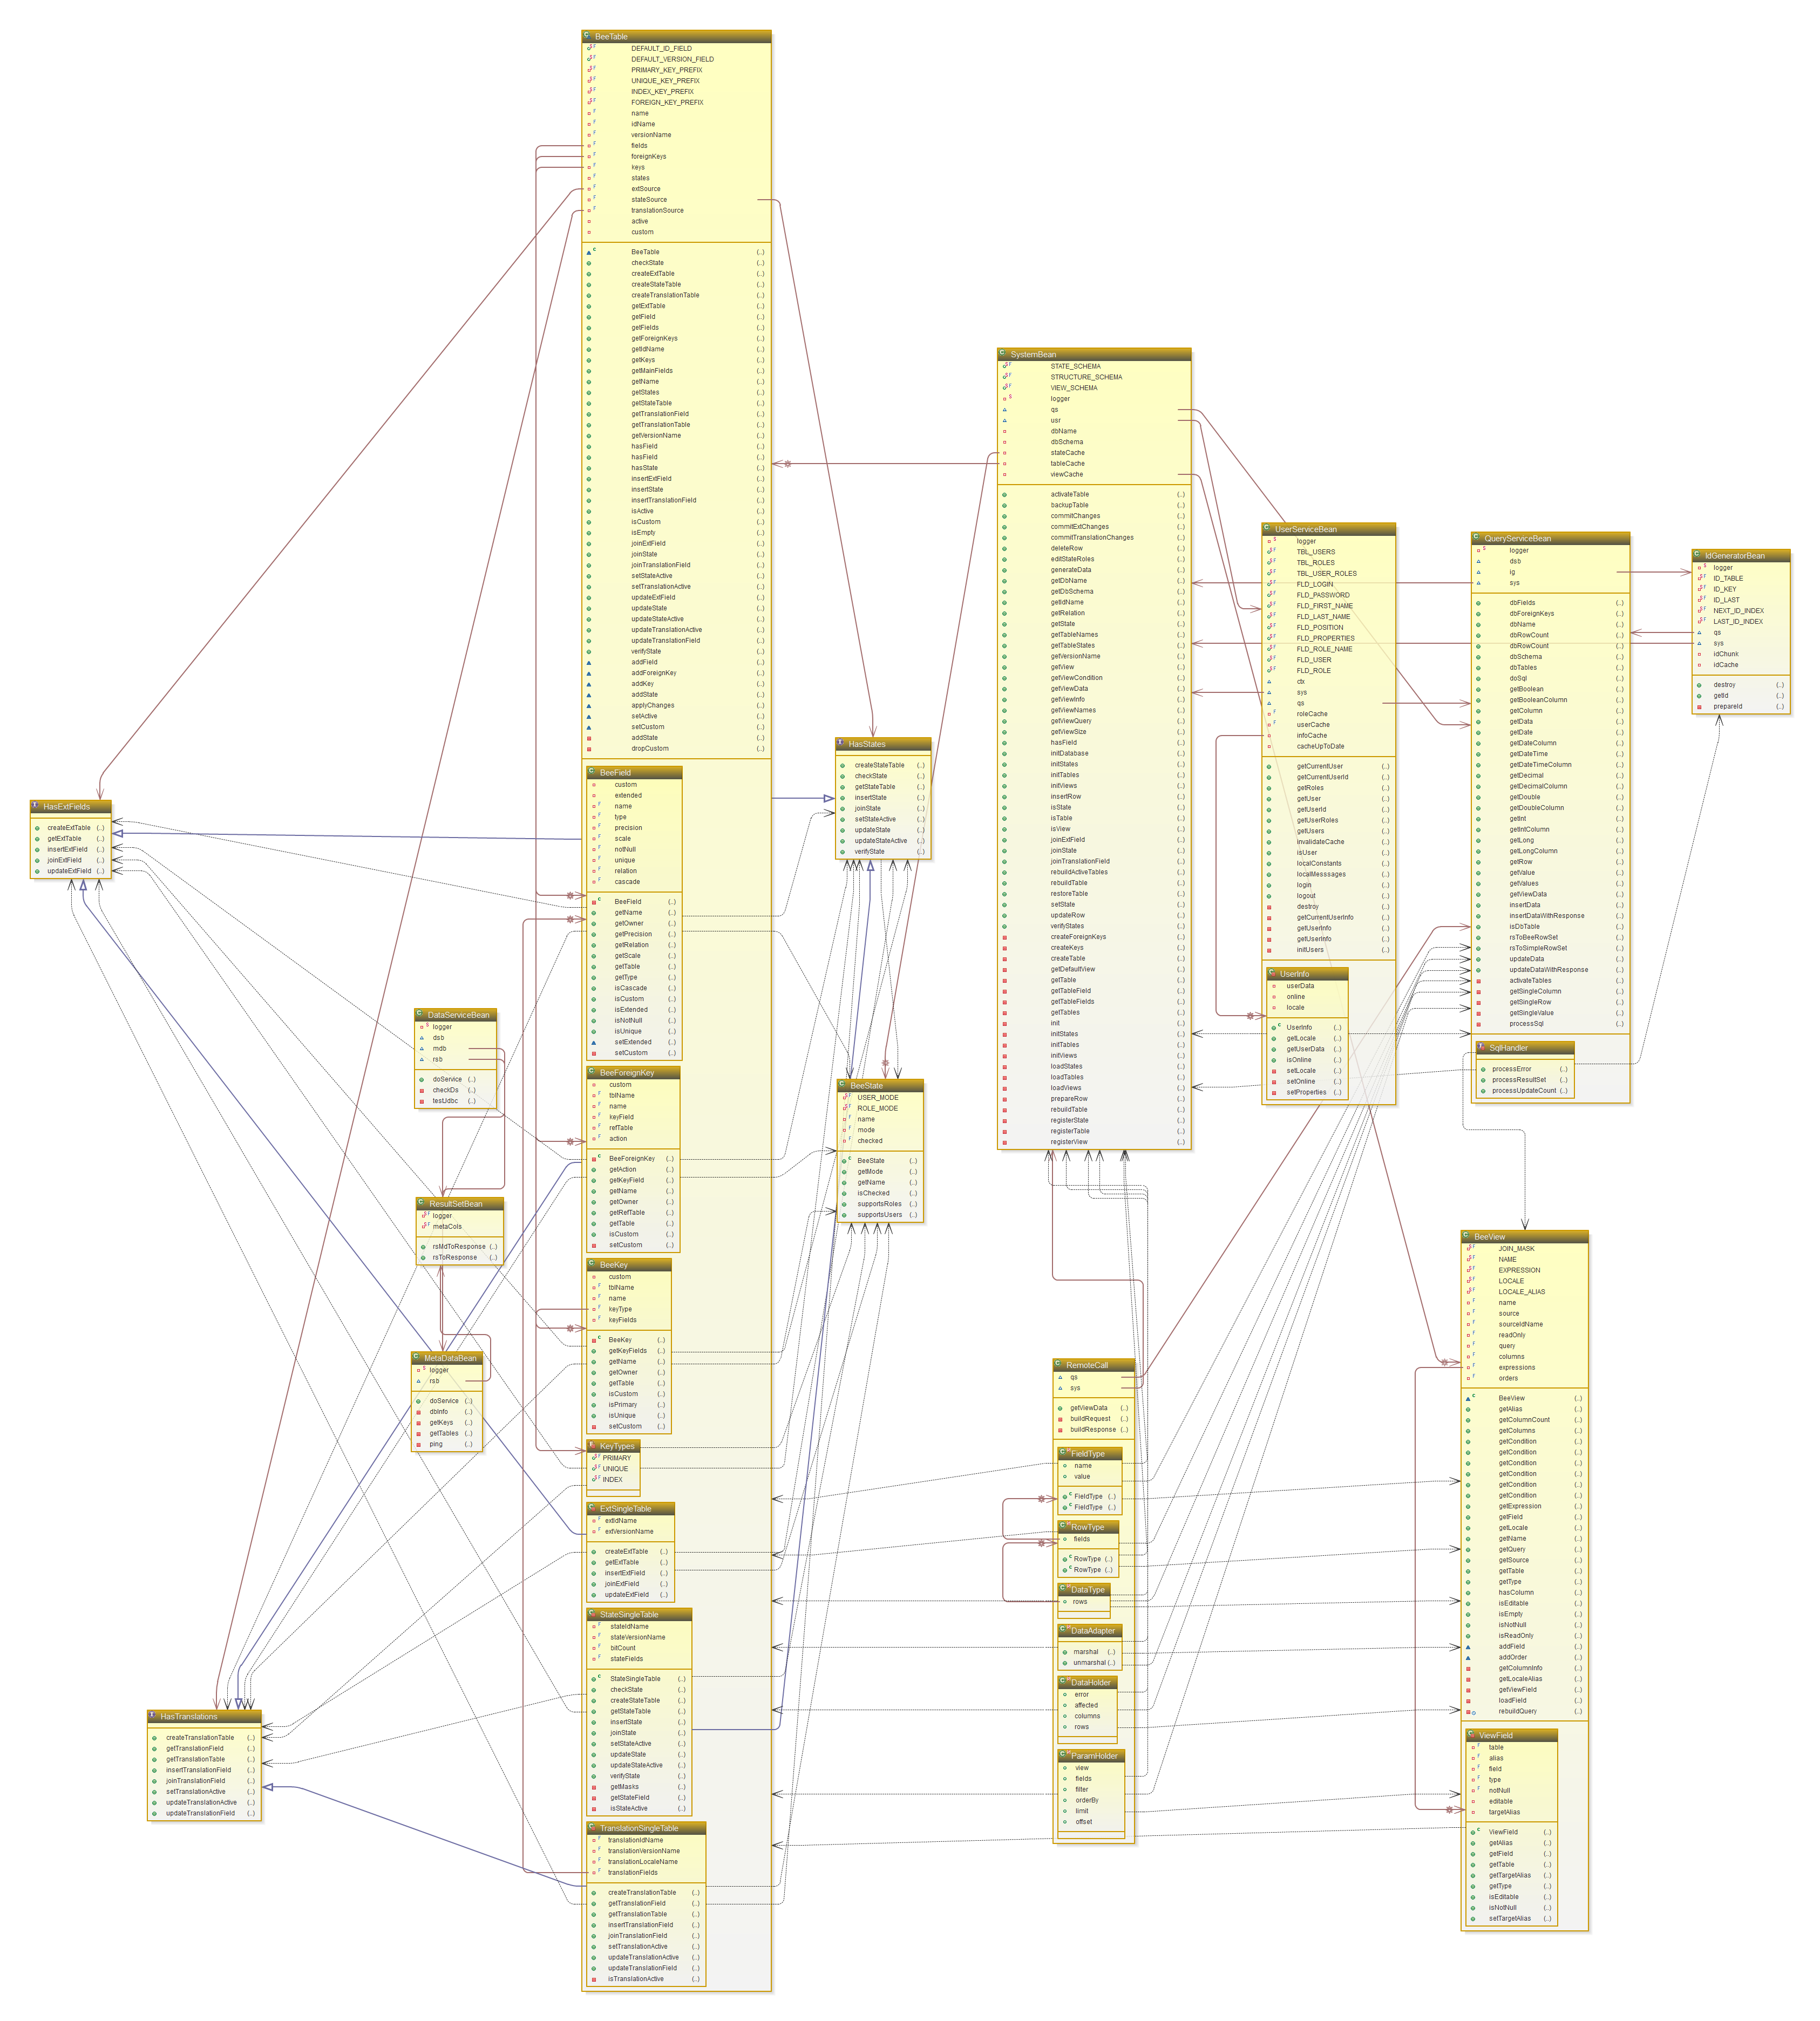 BeeTable
DEFAULT_ID_FIELD
DEFAULT_VERSION_FIELD
PRIMARY_KEY_PREFIX
UNIQUE_KEY_PREFIX
INDEX_KEY_PREFIX
FOREIGN_KEY_PREFIX
name
idName
versionName
fields
foreignKeys
keys
states
extSource
stateSource
translationSource
active
custom
BeeTable (..)
checkState (..)
createExtTable (..)
createStateTable (..)
createTranslationTable (..)
getExtTable (..)
getField (..)
getFields (..)
getForeignKeys (..)
getIdName (..)
getKeys (..)
getMainFields (..)
getName (..)
getStates (..)
getStateTable (..)
getTranslationField (..)
getTranslationTable (..)
getVersionName (..)
hasField (..)
hasField (..)
hasState (..)
insertExtField (..)
insertState (..)
insertTranslationField (..)
isActive (..)
isCustom (..)
isEmpty (..)
joinExtField (..)
joinState (..)
joinTranslationField (..)
setStateActive (..)
setTranslationActive (..)
updateExtField (..)
updateState (..)
updateStateActive (..)
updateTranslationActive (..)
updateTranslationField (..)
verifyState (..)
addField (..)
addForeignKey (..)
addKey (..)
addState (..)
applyChanges (..)
setActive (..)
setCustom (..)
addState (..)
dropCustom (..)
BeeField
custom
extended
name
type
precision
scale
notNull
unique
relation
cascade
BeeField (..)
getName (..)
getOwner (..)
getPrecision (..)
getRelation (..)
getScale (..)
getTable (..)
getType (..)
isCascade (..)
isCustom (..)
isExtended (..)
isNotNull (..)
isUnique (..)
setExtended (..)
setCustom (..)
BeeForeignKey
custom
tblName
name
keyField
refTable
action
BeeForeignKey (..)
getAction (..)
getKeyField (..)
getName (..)
getOwner (..)
getRefTable (..)
getTable (..)
isCustom (..)
setCustom (..)
BeeKey
custom
tblName
name
keyType
keyFields
BeeKey (..)
getKeyFields (..)
getName (..)
getOwner (..)
getTable (..)
isCustom (..)
isPrimary (..)
isUnique (..)
setCustom (..)
KeyTypes
PRIMARY
UNIQUE
INDEX
ExtSingleTable
extIdName
extVersionName
createExtTable (..)
getExtTable (..)
insertExtField (..)
joinExtField (..)
updateExtField (..)
StateSingleTable
stateIdName
stateVersionName
bitCount
stateFields
StateSingleTable (..)
checkState (..)
createStateTable (..)
getStateTable (..)
insertState (..)
joinState (..)
setStateActive (..)
updateState (..)
updateStateActive (..)
verifyState (..)
getMasks (..)
getStateField (..)
isStateActive (..)
TranslationSingleTable
translationIdName
translationVersionName
translationLocaleName
translationFields
createTranslationTable (..)
getTranslationField (..)
getTranslationTable (..)
insertTranslationField (..)
joinTranslationField (..)
setTranslationActive (..)
updateTranslationActive (..)
updateTranslationField (..)
isTranslationActive (..)
HasExtFields
createExtTable (..)
getExtTable (..)
insertExtField (..)
joinExtField (..)
updateExtField (..)
HasTranslations
createTranslationTable (..)
getTranslationField (..)
getTranslationTable (..)
insertTranslationField (..)
joinTranslationField (..)
setTranslationActive (..)
updateTranslationActive (..)
updateTranslationField (..)
DataServiceBean
logger
dsb
mdb
rsb
doService (..)
checkDs (..)
testJdbc (..)
ResultSetBean
logger
metaCols
rsMdToResponse (..)
rsToResponse (..)
MetaDataBean
logger
rsb
doService (..)
dbInfo (..)
getKeys (..)
getTables (..)
ping (..)
HasStates
createStateTable (..)
checkState (..)
getStateTable (..)
insertState (..)
joinState (..)
setStateActive (..)
updateState (..)
updateStateActive (..)
verifyState (..)
BeeState
USER_MODE
ROLE_MODE
name
mode
checked
BeeState (..)
getMode (..)
getName (..)
isChecked (..)
supportsRoles (..)
supportsUsers (..)
SystemBean
STATE_SCHEMA
STRUCTURE_SCHEMA
VIEW_SCHEMA
logger
qs
usr
dbName
dbSchema
stateCache
tableCache
viewCache
activateTable (..)
backupTable (..)
commitChanges (..)
commitExtChanges (..)
commitTranslationChanges (..)
deleteRow (..)
editStateRoles (..)
generateData (..)
getDbName (..)
getDbSchema (..)
getIdName (..)
getRelation (..)
getState (..)
getTableNames (..)
getTableStates (..)
getVersionName (..)
getView (..)
getViewCondition (..)
getViewData (..)
getViewInfo (..)
getViewNames (..)
getViewQuery (..)
getViewSize (..)
hasField (..)
initDatabase (..)
initStates (..)
initTables (..)
initViews (..)
insertRow (..)
isState (..)
isTable (..)
isView (..)
joinExtField (..)
joinState (..)
joinTranslationField (..)
rebuildActiveTables (..)
rebuildTable (..)
restoreTable (..)
setState (..)
updateRow (..)
verifyStates (..)
createForeignKeys (..)
createKeys (..)
createTable (..)
getDefaultView (..)
getTable (..)
getTableField (..)
getTableFields (..)
getTables (..)
init (..)
initStates (..)
initTables (..)
initViews (..)
loadStates (..)
loadTables (..)
loadViews (..)
prepareRow (..)
rebuildTable (..)
registerState (..)
registerTable (..)
registerView (..)
UserServiceBean
logger
TBL_USERS
TBL_ROLES
TBL_USER_ROLES
FLD_LOGIN
FLD_PASSWORD
FLD_FIRST_NAME
FLD_LAST_NAME
FLD_POSITION
FLD_PROPERTIES
FLD_ROLE_NAME
FLD_USER
FLD_ROLE
ctx
sys
qs
roleCache
userCache
infoCache
cacheUpToDate
getCurrentUser (..)
getCurrentUserId (..)
getRoles (..)
getUser (..)
getUserId (..)
getUserRoles (..)
getUsers (..)
invalidateCache (..)
isUser (..)
localConstants (..)
localMessages (..)
login (..)
logout (..)
destroy (..)
getCurrentUserInfo (..)
getUserInfo (..)
getUserInfo (..)
initUsers (..)
UserInfo
userData
online
locale
UserInfo (..)
getLocale (..)
getUserData (..)
isOnline (..)
setLocale (..)
setOnline (..)
setProperties (..)
QueryServiceBean
logger
dsb
ig
sys
dbFields (..)
dbForeignKeys (..)
dbName (..)
dbRowCount (..)
dbRowCount (..)
dbSchema (..)
dbTables (..)
doSql (..)
getBoolean (..)
getBooleanColumn (..)
getColumn (..)
getData (..)
getDate (..)
getDateColumn (..)
getDateTime (..)
getDateTimeColumn (..)
getDecimal (..)
getDecimalColumn (..)
getDouble (..)
getDoubleColumn (..)
getInt (..)
getIntColumn (..)
getLong (..)
getLongColumn (..)
getRow (..)
getValue (..)
getValues (..)
getViewData (..)
insertData (..)
insertDataWithResponse (..)
isDbTable (..)
rsToBeeRowSet (..)
rsToSimpleRowSet (..)
updateData (..)
updateDataWithResponse (..)
activateTables (..)
getSingleColumn (..)
getSingleRow (..)
getSingleValue (..)
processSql (..)
SqlHandler
processError (..)
processResultSet (..)
processUpdateCount (..)
IdGeneratorBean
logger
ID_TABLE
ID_KEY
ID_LAST
NEXT_ID_INDEX
LAST_ID_INDEX
qs
sys
idChunk
idCache
destroy (..)
getId (..)
prepareId (..)
RemoteCall
qs
sys
getViewData (..)
buildRequest (..)
buildResponse (..)
FieldType
name
value
FieldType (..)
FieldType (..)
RowType
fields
RowType (..)
RowType (..)
DataType
rows
DataAdapter
marshal (..)
unmarshal (..)
DataHolder
error
affected
columns
rows
ParamHolder
view
fields
filter
orderBy
limit
offset
BeeView
JOIN_MASK
NAME
EXPRESSION
LOCALE
LOCALE_ALIAS
name
source
sourceIdName
readOnly
query
columns
expressions
orders
BeeView (..)
getAlias (..)
getColumnCount (..)
getColumns (..)
getCondition (..)
getCondition (..)
getCondition (..)
getCondition (..)
getCondition (..)
getCondition (..)
getExpression (..)
getField (..)
getLocale (..)
getName (..)
getQuery (..)
getSource (..)
getTable (..)
getType (..)
hasColumn (..)
isEditable (..)
isEmpty (..)
isNotNull (..)
isReadOnly (..)
addField (..)
addOrder (..)
getColumnInfo (..)
getLocaleAlias (..)
getViewField (..)
loadField (..)
rebuildQuery (..)
ViewField
table
alias
field
type
notNull
editable
targetAlias
ViewField (..)
getAlias (..)
getField (..)
getTable (..)
getTargetAlias (..)
getType (..)
isEditable (..)
isNotNull (..)
setTargetAlias (..)